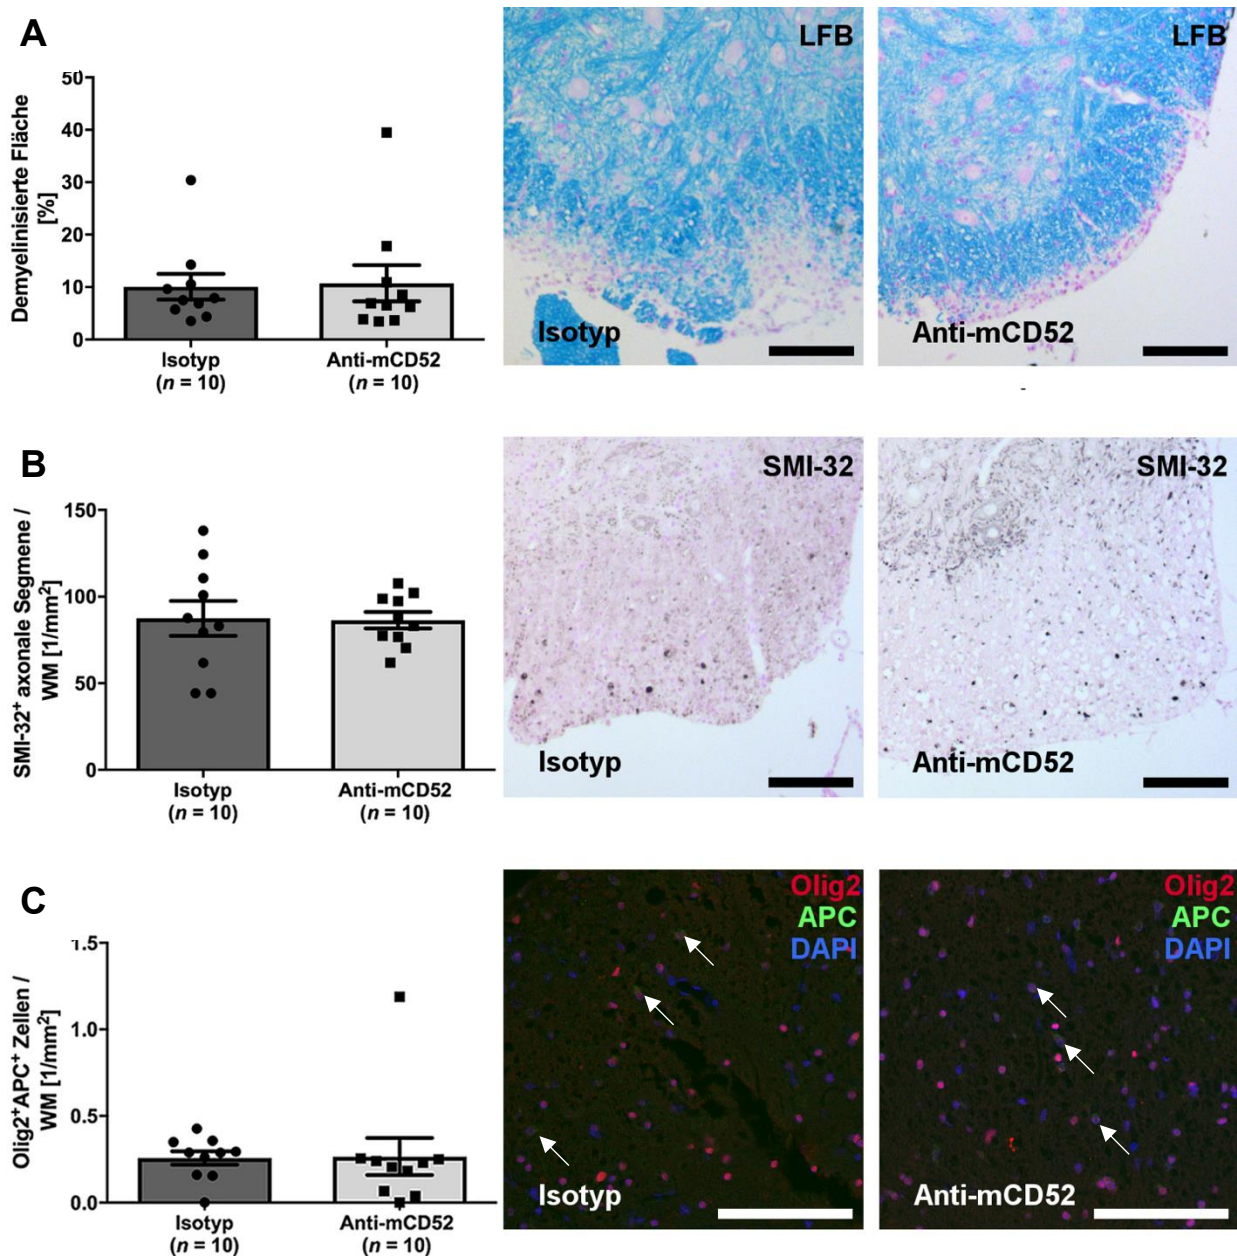 A
Demyelinisierte Fläche
[%]
50
40
30
20
10
0
Isotyp
(n = 10)
Anti-mCD52
(n = 10)
LFB
Isotyp
LFB
Anti-mCD52
-
B
SMI-32⁺ axonale Segmene /
WM [1/mm²]
150
100
50
0
Isotyp
(n = 10)
Anti-mCD52
(n = 10)
SMI-32
Isotyp
SMI-32
Anti-mCD52
C
Olig2⁺APC⁺ Zellen /
WM [1/mm²]
1.5
1.0
0.5
0.0
Isotyp
(n = 10)
Anti-mCD52
(n = 10)
Olig2
APC
DAPI
Isotyp
Olig2
APC
DAPI
Anti-mCD52